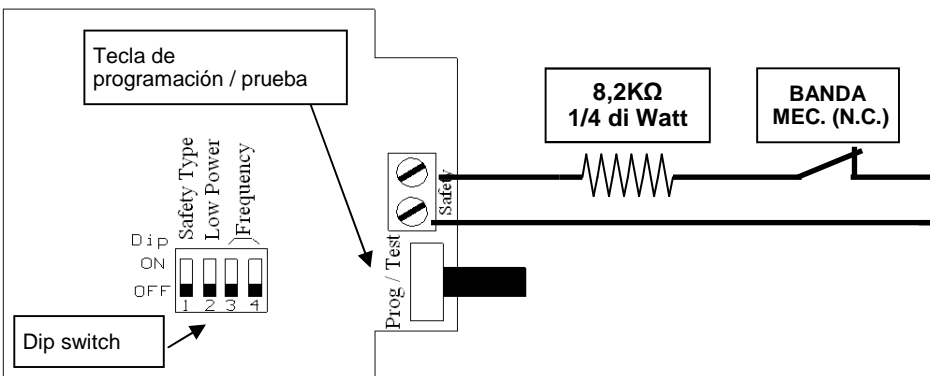 Tecla de
programación / prueba
8,2KΩ
1/4 di Watt
BANDA
MEC. (N.C.)
Safety Type
Low Power
Frequency
Safety
Dip
ON
OFF
1 2 3 4
Prog / Test
Dip switch